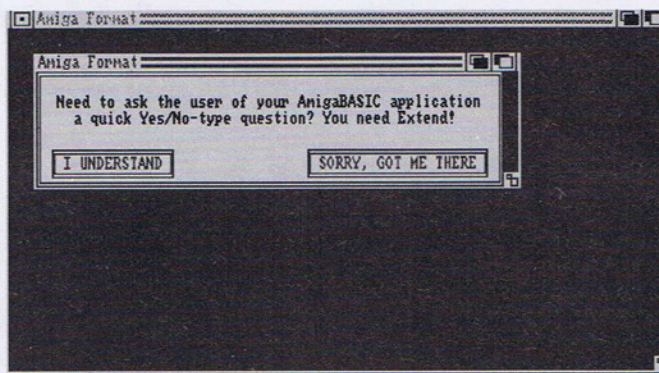 Amiga Format
Amiga Format
Need to ask the user of your AmigaBASIC application
a quick Yes/No-type question? You need Extend!
I UNDERSTAND
SORRY, GOT ME THERE